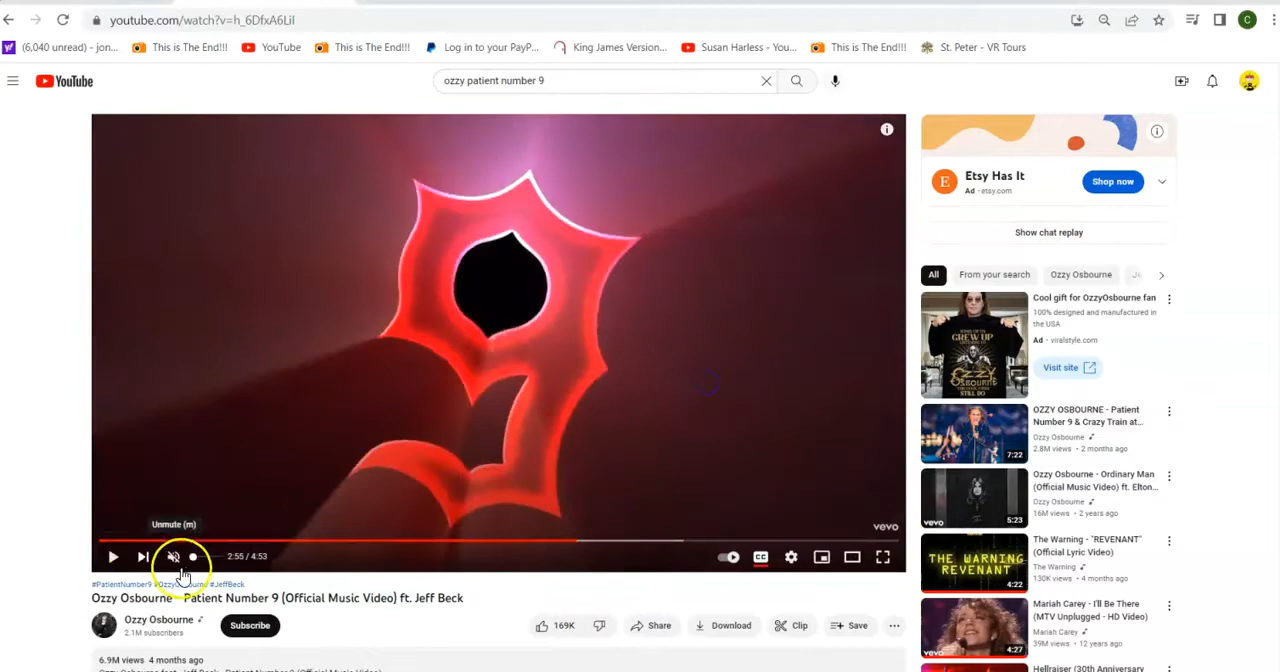 youtube.com/watch?v=h_6DfxA6LiI
(6,040 unread) - jon...
This is The End!!!
YouTube
This is The End!!!
Log in to your PayP...
King James Version...
Susan Harless - You...
This is The End!!!
St. Peter - VR Tours
C
YouTube
ozzy patient number 9
Etsy Has It
Ad · etsy.com
Shop now
Show chat replay
All
From your search
Ozzy Osbourne
Cool gift for OzzyOsbourne fan
100% designed and manufactured in
the USA
Ad · viralstyle.com
Visit site
9
vevo
Unmute (m)
2:55 / 4:53
CC
OZZY OSBOURNE - Patient
Number 9 & Crazy Train at...
Ozzy Osbourne
2.8M views · 2 months ago
7:22
Ozzy Osbourne - Ordinary Man
(Official Music Video) ft. Elton...
Ozzy Osbourne
16M views · 2 years ago
vevo
5:23
The Warning - "REVENANT"
(Official Lyric Video)
The Warning
130K views · 4 months ago
THE WARNING
REVENANT
4:22
Mariah Carey - I'll Be There
(MTV Unplugged - HD Video)
Mariah Carey
39M views · 12 years ago
vevo
4:27
Hellraiser (30th Anniversary
#PatientNumber9 #OzzyOsbourne #JeffBeck
Ozzy Osbourne - Patient Number 9 (Official Music Video) ft. Jeff Beck
Ozzy Osbourne
2.1M subscribers
Subscribe
169K
Share
Download
Clip
Save
6.9M views 4 months ago